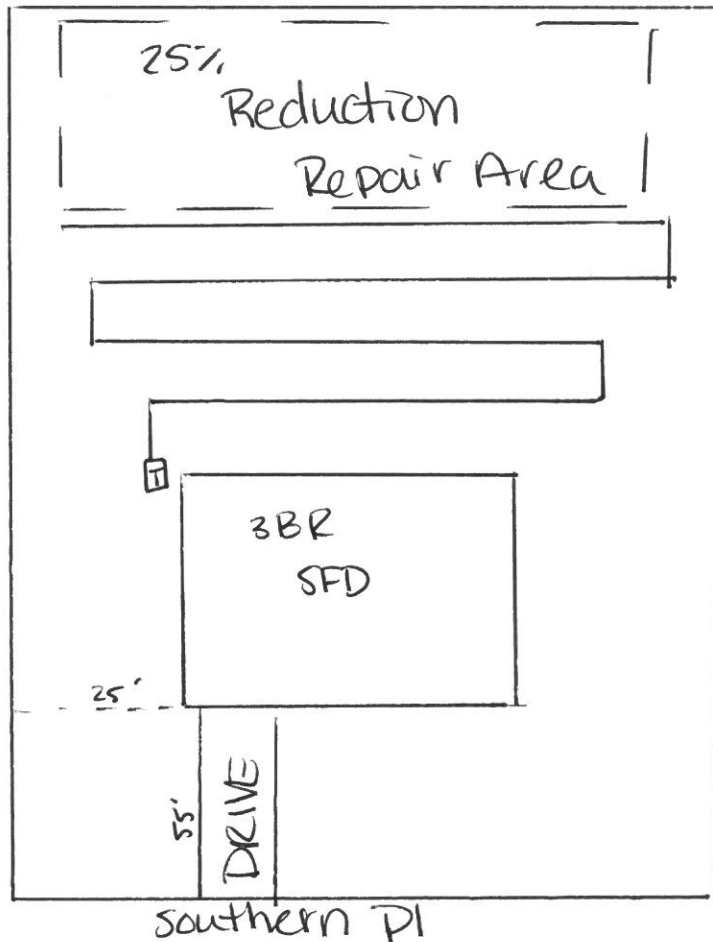 25%
Reduction
Repair Area
T
3BR
SFD
25'
55'
DRIVE
Southern Pl